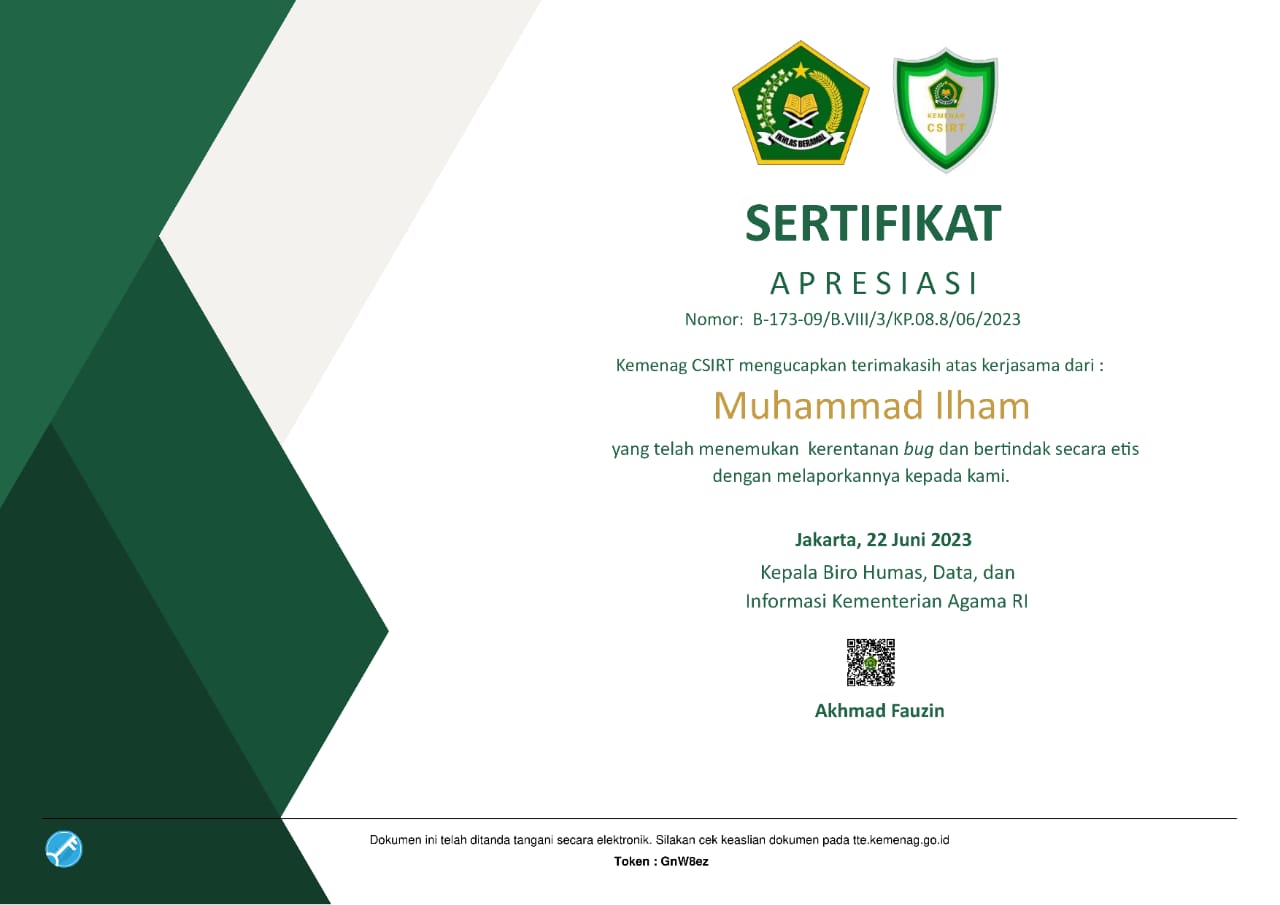 IKHLAS BERAMAL
KEMENAG
CSIRT
SERTIFIKAT
APRESIASI
Nomor: B-173-09/B.VIII/3/KP.08.8/06/2023
Kemenag CSIRT mengucapkan terimakasih atas kerjasama dari :
Muhammad Ilham
yang telah menemukan kerentanan bug dan bertindak secara etis
dengan melaporkannya kepada kami.
Jakarta, 22 Juni 2023
Kepala Biro Humas, Data, dan
Informasi Kementerian Agama RI
Akhmad Fauzin
Dokumen ini telah ditanda tangani secara elektronik. Silakan cek keaslian dokumen pada tte.kemenag.go.id
Token : GnW8ez